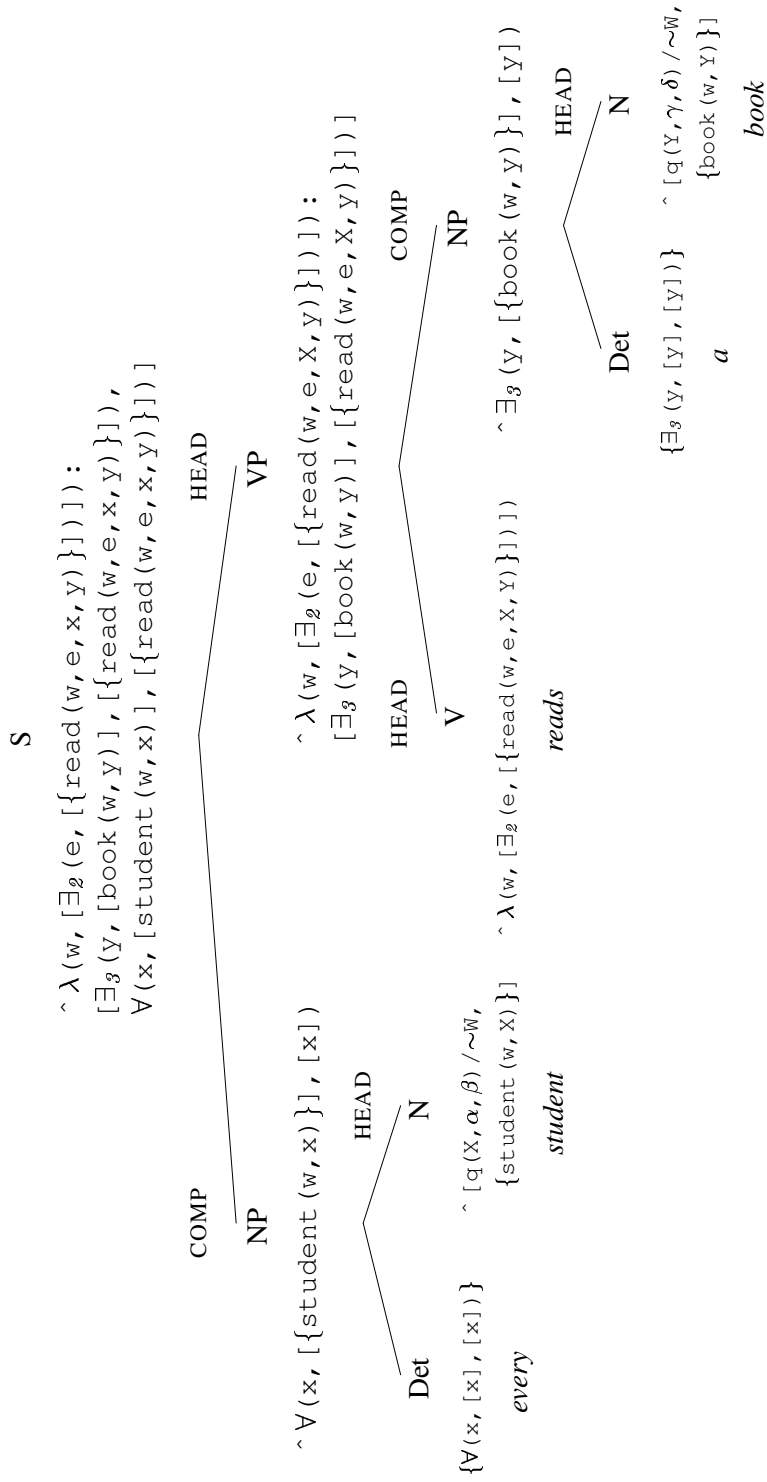 S
^ λ(w, [∃₂(e, [{read(w,e,x,y)}])]):
[∃₃(y, [book(w,y)], [{read(w,e,x,y)}]),
∀(x, [student(w,x)], [{read(w,e,x,y)}])]
COMP HEAD
NP VP
^ ∀(x, [{student(w,x)}], [x])
^ λ(w, [∃₂(e, [{read(w,e,X,y)}])]):
[∃₃(y, [book(w,y)], [{read(w,e,X,y)}])]
HEAD
Det N
{∀(x, [x], [x])}
every
^ [q(X,α,β)/~W,
{student(w,X)}]
student
HEAD COMP
V NP
^ λ(w, [∃₂(e, [{read(w,e,X,Y)}])])
reads
^ ∃₃(y, [{book(w,y)}], [y])
HEAD
Det N
{∃₃(y, [y], [y])}
a
^ [q(Y,γ,δ)/~W,
{book(w,Y)}]
book